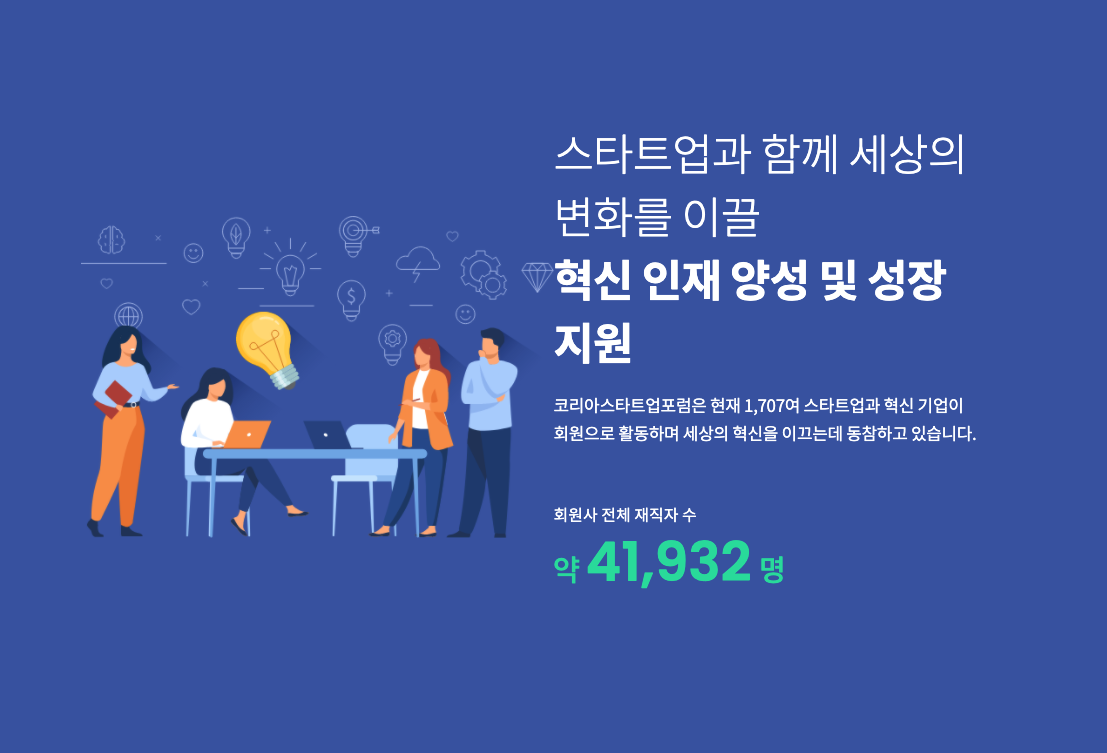 스타트업과 함께 세상의
변화를 이끌
혁신 인재 양성 및 성장
지원
코리아스타트업포럼은 현재 1,707여 스타트업과 혁신 기업이
회원으로 활동하며 세상의 혁신을 이끄는데 동참하고 있습니다.
회원사 전체 재직자 수
약 41,932 명